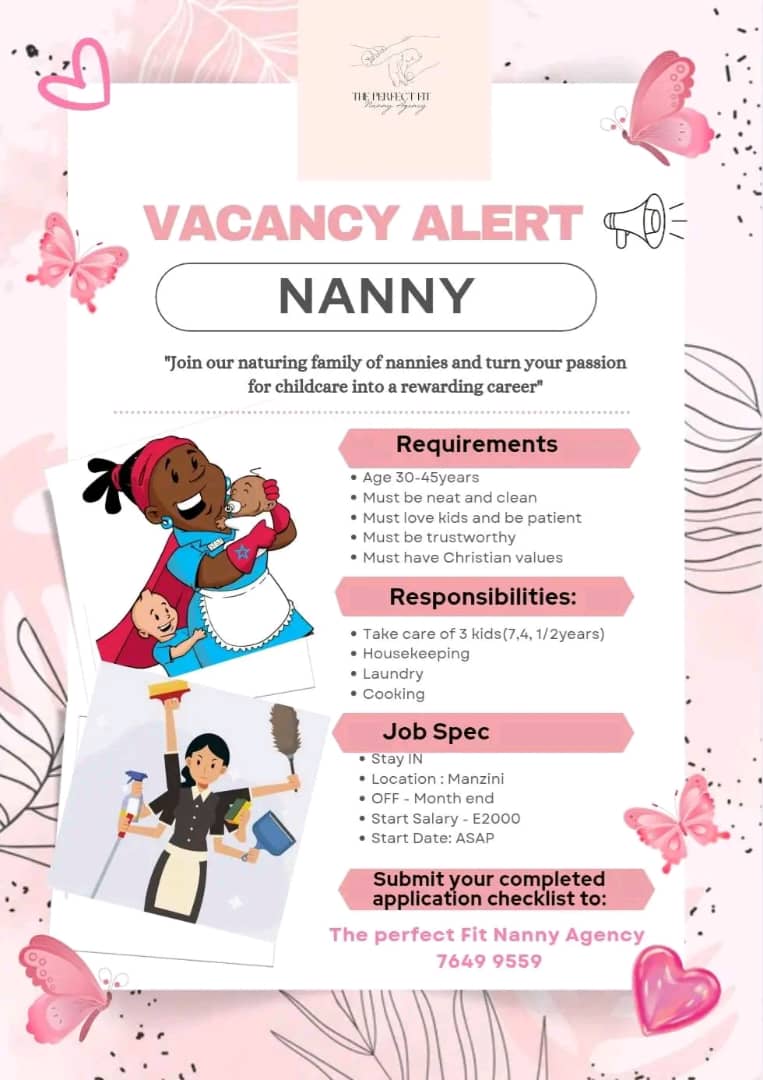 THE PERFECT FIT
Nanny Agency
VACANCY ALERT
NANNY
"Join our naturing family of nannies and turn your passion
for childcare into a rewarding career"
Requirements
• Age 30-45years
• Must be neat and clean
• Must love kids and be patient
• Must be trustworthy
• Must have Christian values
Responsibilities:
• Take care of 3 kids(7,4, 1/2years)
• Housekeeping
• Laundry
• Cooking
Job Spec
• Stay IN
• Location : Manzini
• OFF - Month end
• Start Salary - E2000
• Start Date: ASAP
Submit your completed
application checklist to:
The perfect Fit Nanny Agency
7649 9559